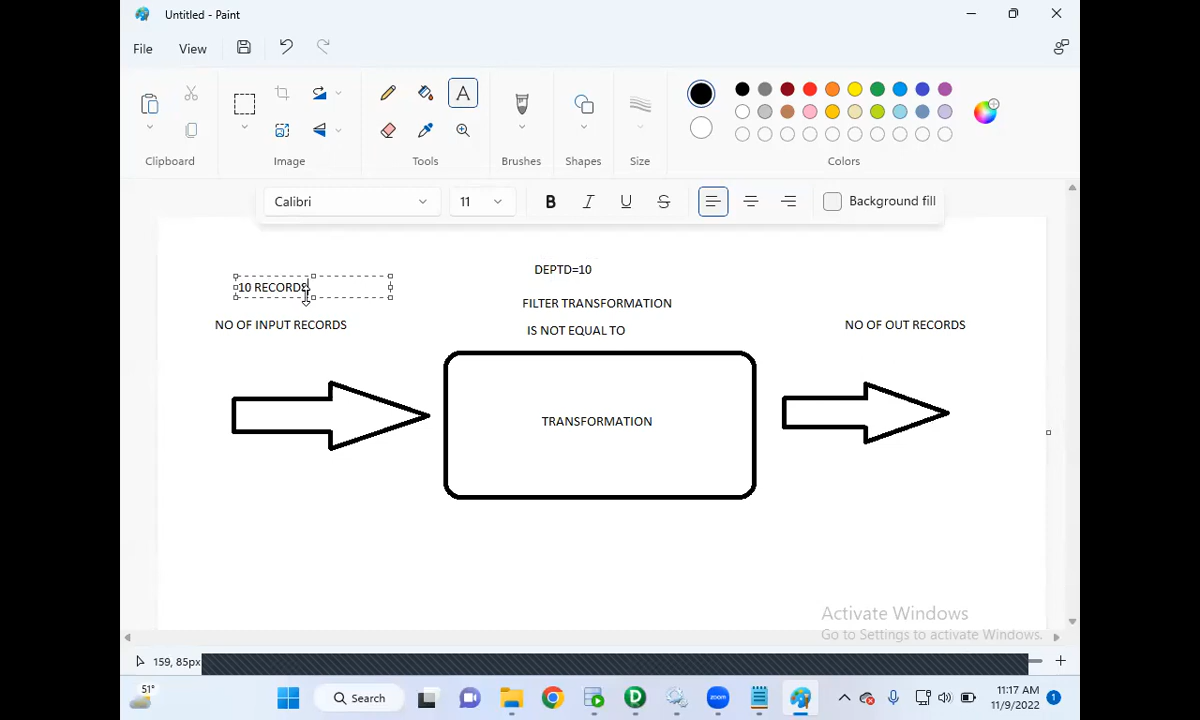 Untitled - Paint
File
View
Clipboard
Image
Tools
Brushes
Shapes
Size
Colors
Calibri
11
B
I
U
S
Background fill
DEPTD=10
10 RECORDS
FILTER TRANSFORMATION
NO OF INPUT RECORDS
IS NOT EQUAL TO
NO OF OUT RECORDS
TRANSFORMATION
Activate Windows
Go to Settings to activate Windows.
159, 85px
51°
Search
zoom
11:17 AM
11/9/2022
1